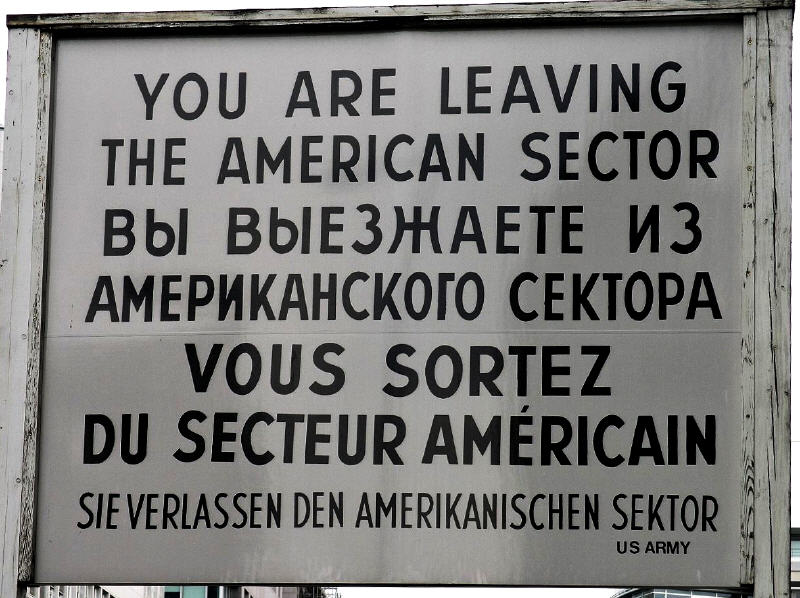 YOU ARE LEAVING
THE AMERICAN SECTOR
ВЫ ВЫЕЗЖАЕТЕ ИЗ
АМЕРИКАНСКОГО СЕКТОРА
VOUS SORTEZ
DU SECTEUR AMÉRICAIN
SIE VERLASSEN DEN AMERIKANISCHEN SEKTOR
US ARMY